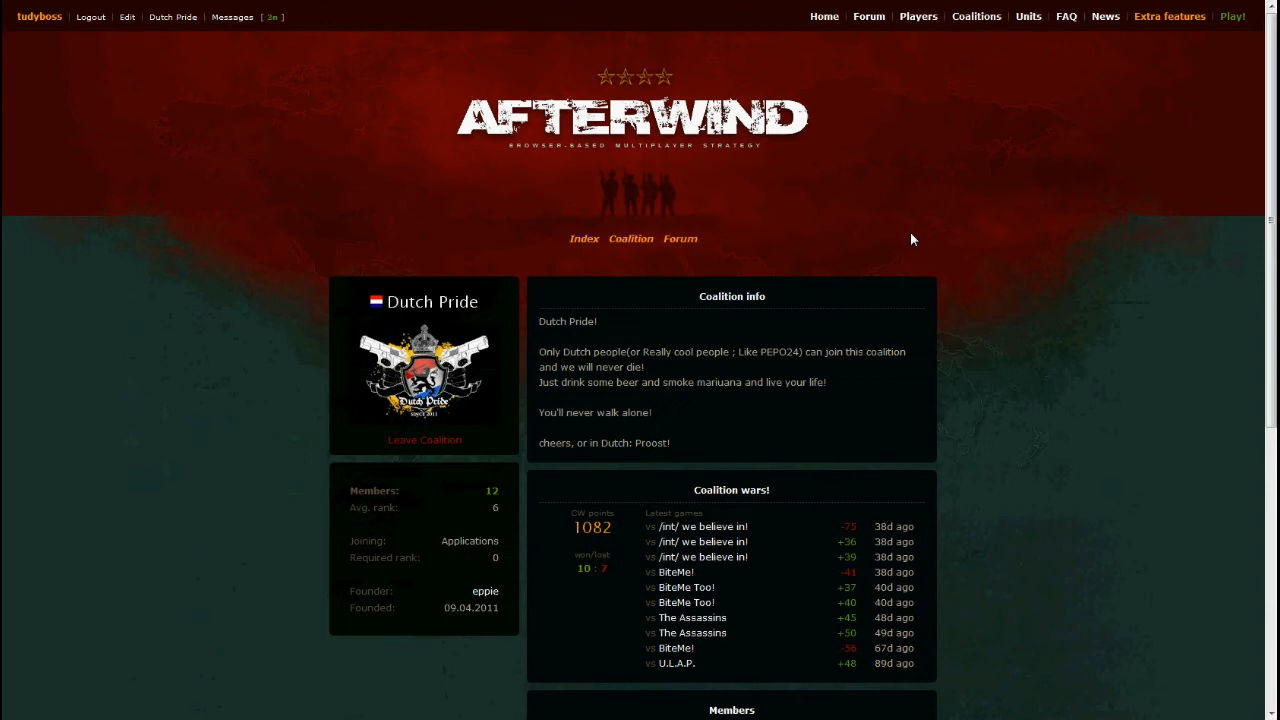 tudyboss Logout Edit Dutch Pride Messages [ 3n ] Home Forum Players Coalitions Units FAQ News Extra features Play!
AFTERWIND
BROWSER-BASED MULTIPLAYER STRATEGY
Index Coalition Forum
Dutch Pride
Dutch Pride
SINCE 2011
Leave Coalition
Members: 12
Avg. rank: 6
Joining: Applications
Required rank: 0
Founder: eppie
Founded: 09.04.2011
Coalition info
Dutch Pride!
Only Dutch people(or Really cool people ; Like PEPO24) can join this coalition
and we will never die!
Just drink some beer and smoke mariuana and live your life!
You'll never walk alone!
cheers, or in Dutch: Proost!
Coalition wars!
CW points
1082
won/lost
10 : 7
Latest games
vs /int/ we believe in! -75 38d ago
vs /int/ we believe in! +36 38d ago
vs /int/ we believe in! +39 38d ago
vs BiteMe! -41 38d ago
vs BiteMe Too! +37 40d ago
vs BiteMe Too! +40 40d ago
vs The Assassins +45 48d ago
vs The Assassins +50 49d ago
vs BiteMe! -56 67d ago
vs U.L.A.P. +48 89d ago
Members